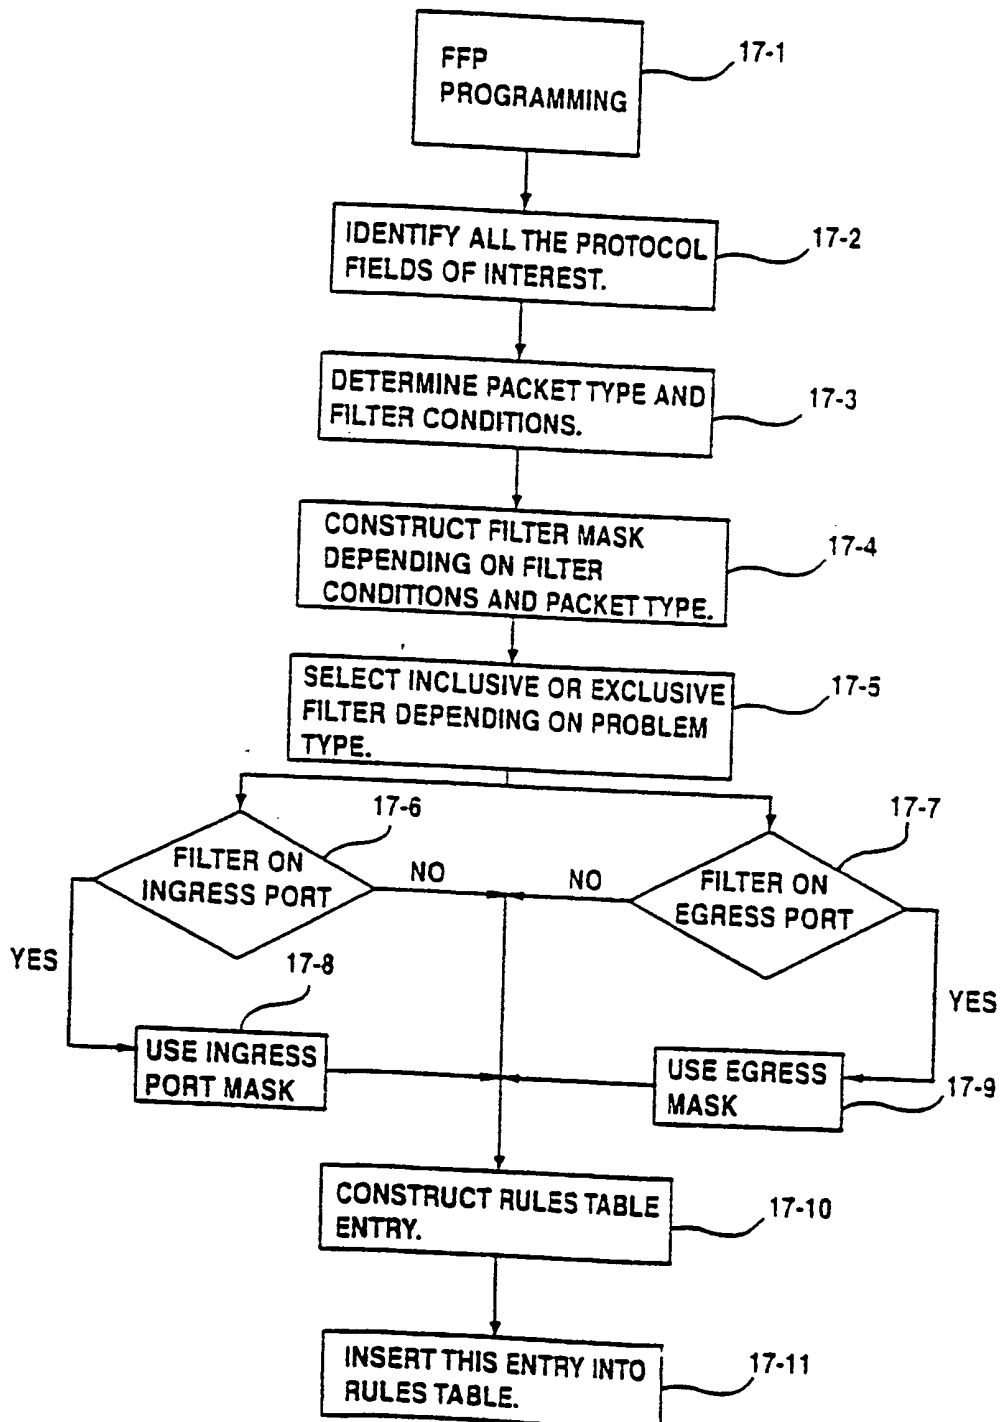 FFP
PROGRAMMING
17-1
IDENTIFY ALL THE PROTOCOL
FIELDS OF INTEREST.
17-2
DETERMINE PACKET TYPE AND
FILTER CONDITIONS.
17-3
CONSTRUCT FILTER MASK
DEPENDING ON FILTER
CONDITIONS AND PACKET TYPE.
17-4
SELECT INCLUSIVE OR EXCLUSIVE
FILTER DEPENDING ON PROBLEM
TYPE.
17-5
17-6
FILTER ON
INGRESS PORT
NO
YES
17-7
FILTER ON
EGRESS PORT
NO
YES
17-8
USE INGRESS
PORT MASK
USE EGRESS
MASK
17-9
CONSTRUCT RULES TABLE
ENTRY.
17-10
INSERT THIS ENTRY INTO
RULES TABLE.
17-11